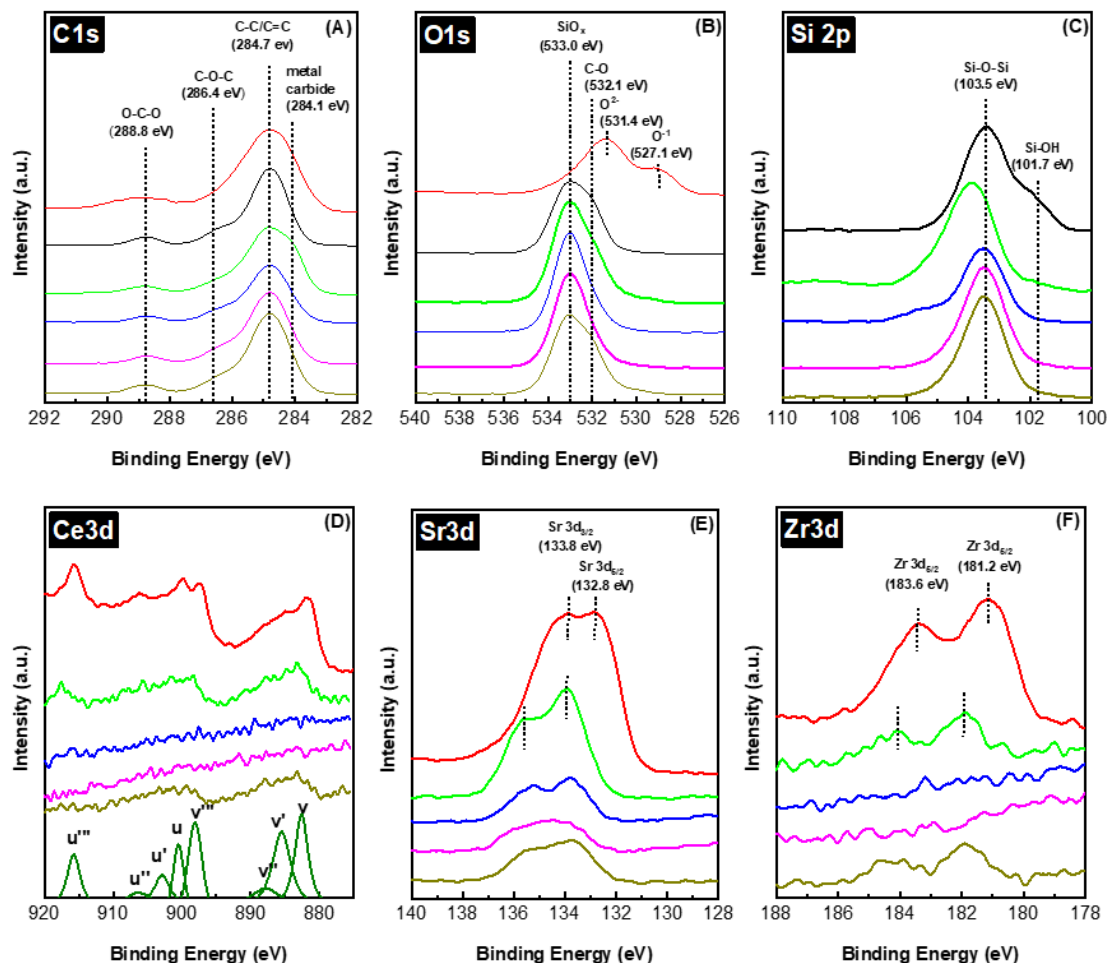 C1s
(A)
C-C/C=C
(284.7 ev)
C-O-C
(286.4 eV)
metal
carbide
(284.1 eV)
O-C-O
(288.8 eV)
Intensity (a.u.)
292 290 288 286 284 282
Binding Energy (eV)
O1s
(B)
SiOₓ
(533.0 eV)
C-O
(532.1 eV)
O²⁻
(531.4 eV)
O⁻¹
(527.1 eV)
Intensity (a.u.)
540 538 536 534 532 530 528 526
Binding Energy (eV)
Si 2p
(C)
Si-O-Si
(103.5 eV)
Si-OH
(101.7 eV)
Intensity (a.u.)
110 108 106 104 102 100
Binding Energy (eV)
Ce3d
(D)
u''' u'' u' u v''' v'' v' v
Intensity (a.u.)
920 910 900 890 880
Binding Energy (eV)
Sr3d
(E)
Sr 3d₃/₂
(133.8 eV)
Sr 3d₅/₂
(132.8 eV)
Intensity (a.u.)
140 138 136 134 132 130 128
Binding Energy (eV)
Zr3d
(F)
Zr 3d₅/₂
(183.6 eV)
Zr 3d₅/₂
(181.2 eV)
Intensity (a.u.)
188 186 184 182 180 178
Binding Energy (eV)